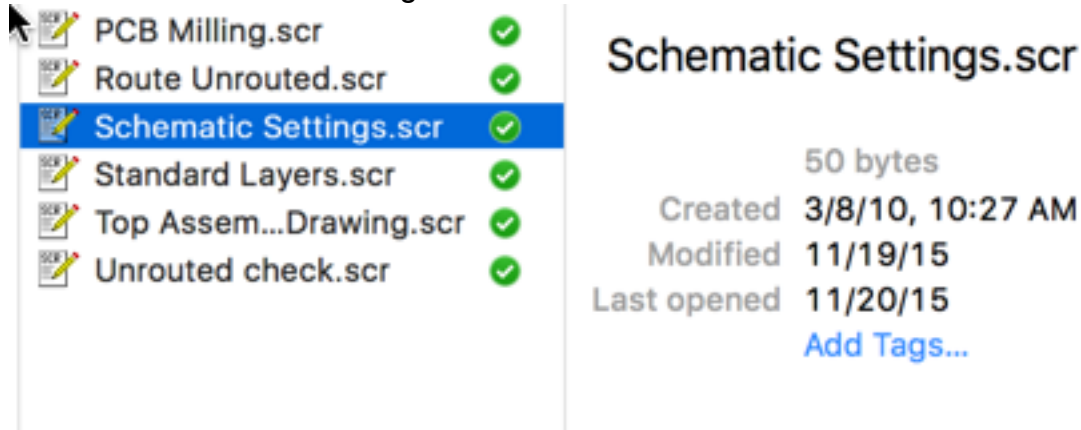 PCB Milling.scr
Route Unrouted.scr
Schematic Settings.scr
Standard Layers.scr
Top Assem...Drawing.scr
Unrouted check.scr
Schematic Settings.scr
50 bytes
Created 3/8/10, 10:27 AM
Modified 11/19/15
Last opened 11/20/15
Add Tags...